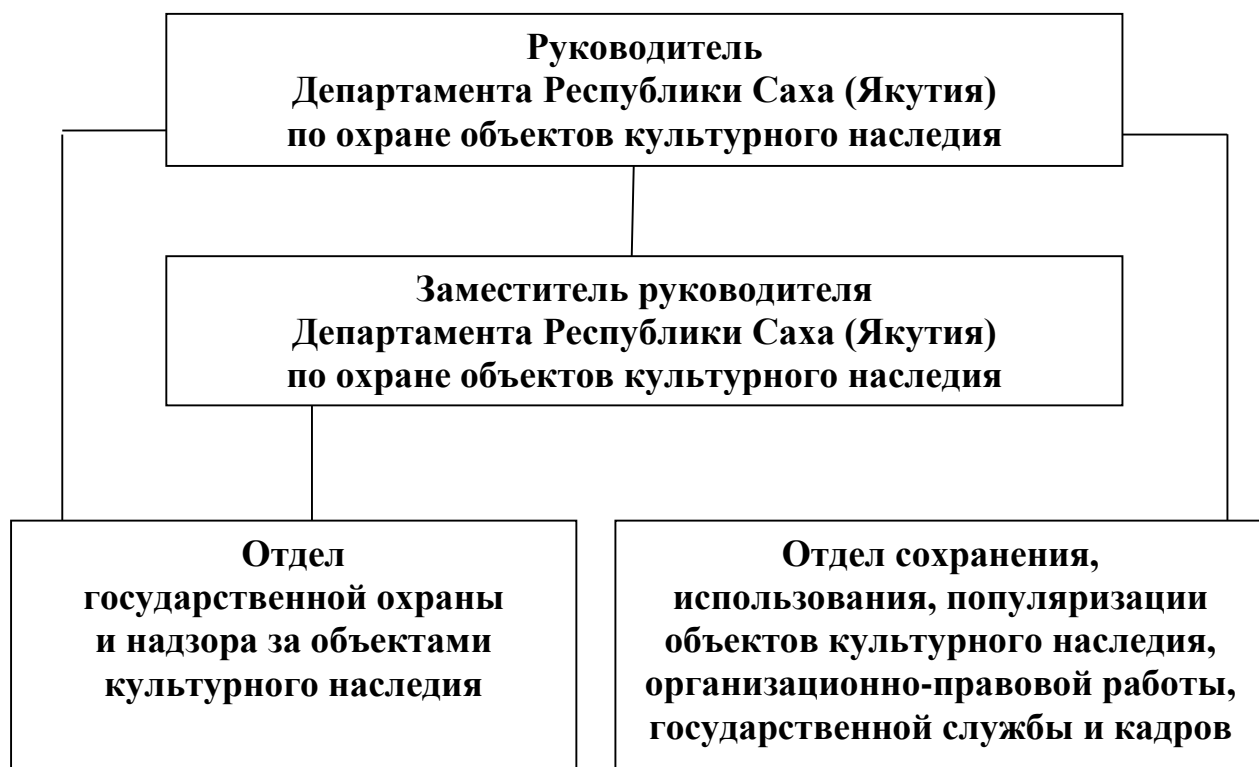 Руководитель
Департамента Республики Саха (Якутия)
по охране объектов культурного наследия
Заместитель руководителя
Департамента Республики Саха (Якутия)
по охране объектов культурного наследия
Отдел
государственной охраны
и надзора за объектами
культурного наследия
Отдел сохранения,
использования, популяризации
объектов культурного наследия,
организационно-правовой работы,
государственной службы и кадров